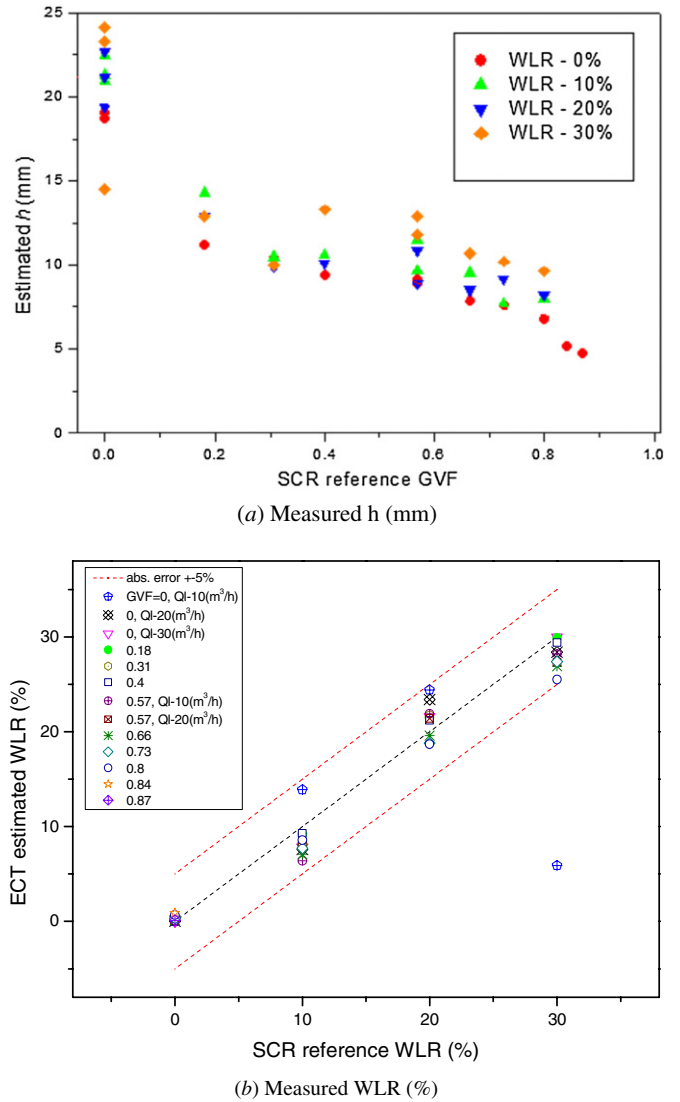 25
20
15
10
5
0
Estimated h (mm)
WLR - 0%
WLR - 10%
WLR - 20%
WLR - 30%
0.0 0.2 0.4 0.6 0.8 1.0
SCR reference GVF
(a) Measured h (mm)
abs. error +-5%
GVF=0, Ql-10(m³/h)
0, Ql-20(m³/h)
0, Ql-30(m³/h)
0.18
0.31
0.4
0.57, Ql-10(m³/h)
0.57, Ql-20(m³/h)
0.66
0.73
0.8
0.84
0.87
30
20
10
0
ECT estimated WLR (%)
0 10 20 30
SCR reference WLR (%)
(b) Measured WLR (%)